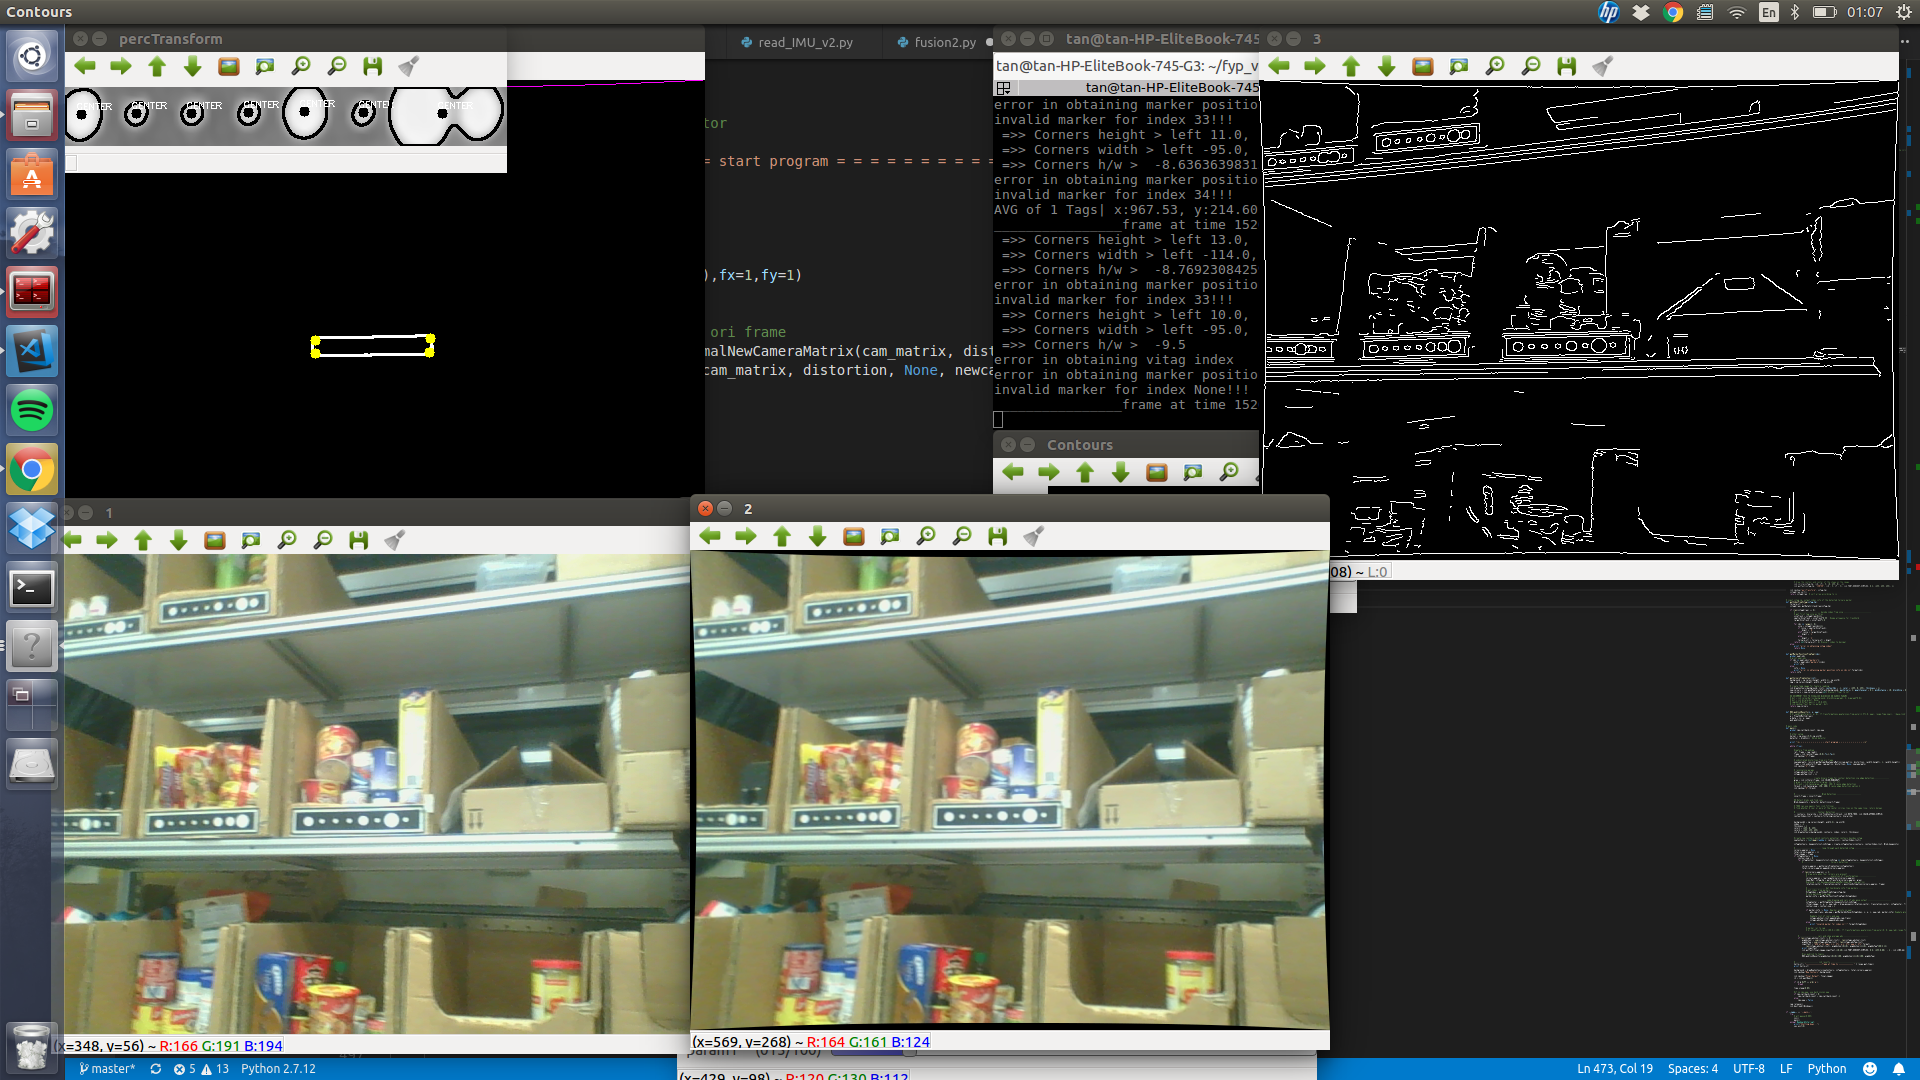 Contours
En
01:07
percTransform
CENTER CENTER CENTER CENTER CENTER CENTER
read_IMU_v2.py
fusion2.py
tor
= start program = = = = = = = = = =
),fx=1,fy=1)
ori frame
malNewCameraMatrix(cam_matrix, dist
cam_matrix, distortion, None, newca
tan@tan-HP-EliteBook-745
tan@tan-HP-EliteBook-745-G3: ~/fyp_v
tan@tan-HP-EliteBook-745
error in obtaining marker positio
invalid marker for index 33!!!
=>> Corners height > left 11.0,
=>> Corners width > left -95.0,
=>> Corners h/w >  -8.6363639831
error in obtaining marker positio
invalid marker for index 34!!!
AVG of 1 Tags| x:967.53, y:214.60
________________frame at time 152
=>> Corners height > left 13.0,
=>> Corners width > left -114.0,
=>> Corners h/w >  -8.7692308425
error in obtaining marker positio
invalid marker for index 33!!!
=>> Corners height > left 10.0,
=>> Corners width > left -95.0,
=>> Corners h/w >  -9.5
error in obtaining vitag index
error in obtaining marker positio
invalid marker for index None!!!
________________frame at time 152
Contours
3
08) ~ L:0
1
(x=348, y=56) ~ R:166 G:191 B:194
2
(x=569, y=268) ~ R:164 G:161 B:124
(x=429, y=98) ~ R:120 G:130 B:112
master*
5
13
Python 2.7.12
Ln 473, Col 19
Spaces: 4
UTF-8
LF
Python